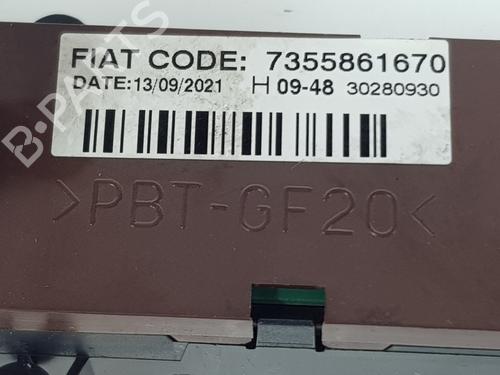 FIAT CODE: 7355861670
DATE:13/09/2021 H 09-48 30280930
>PBT-GF20<
B-PARTS